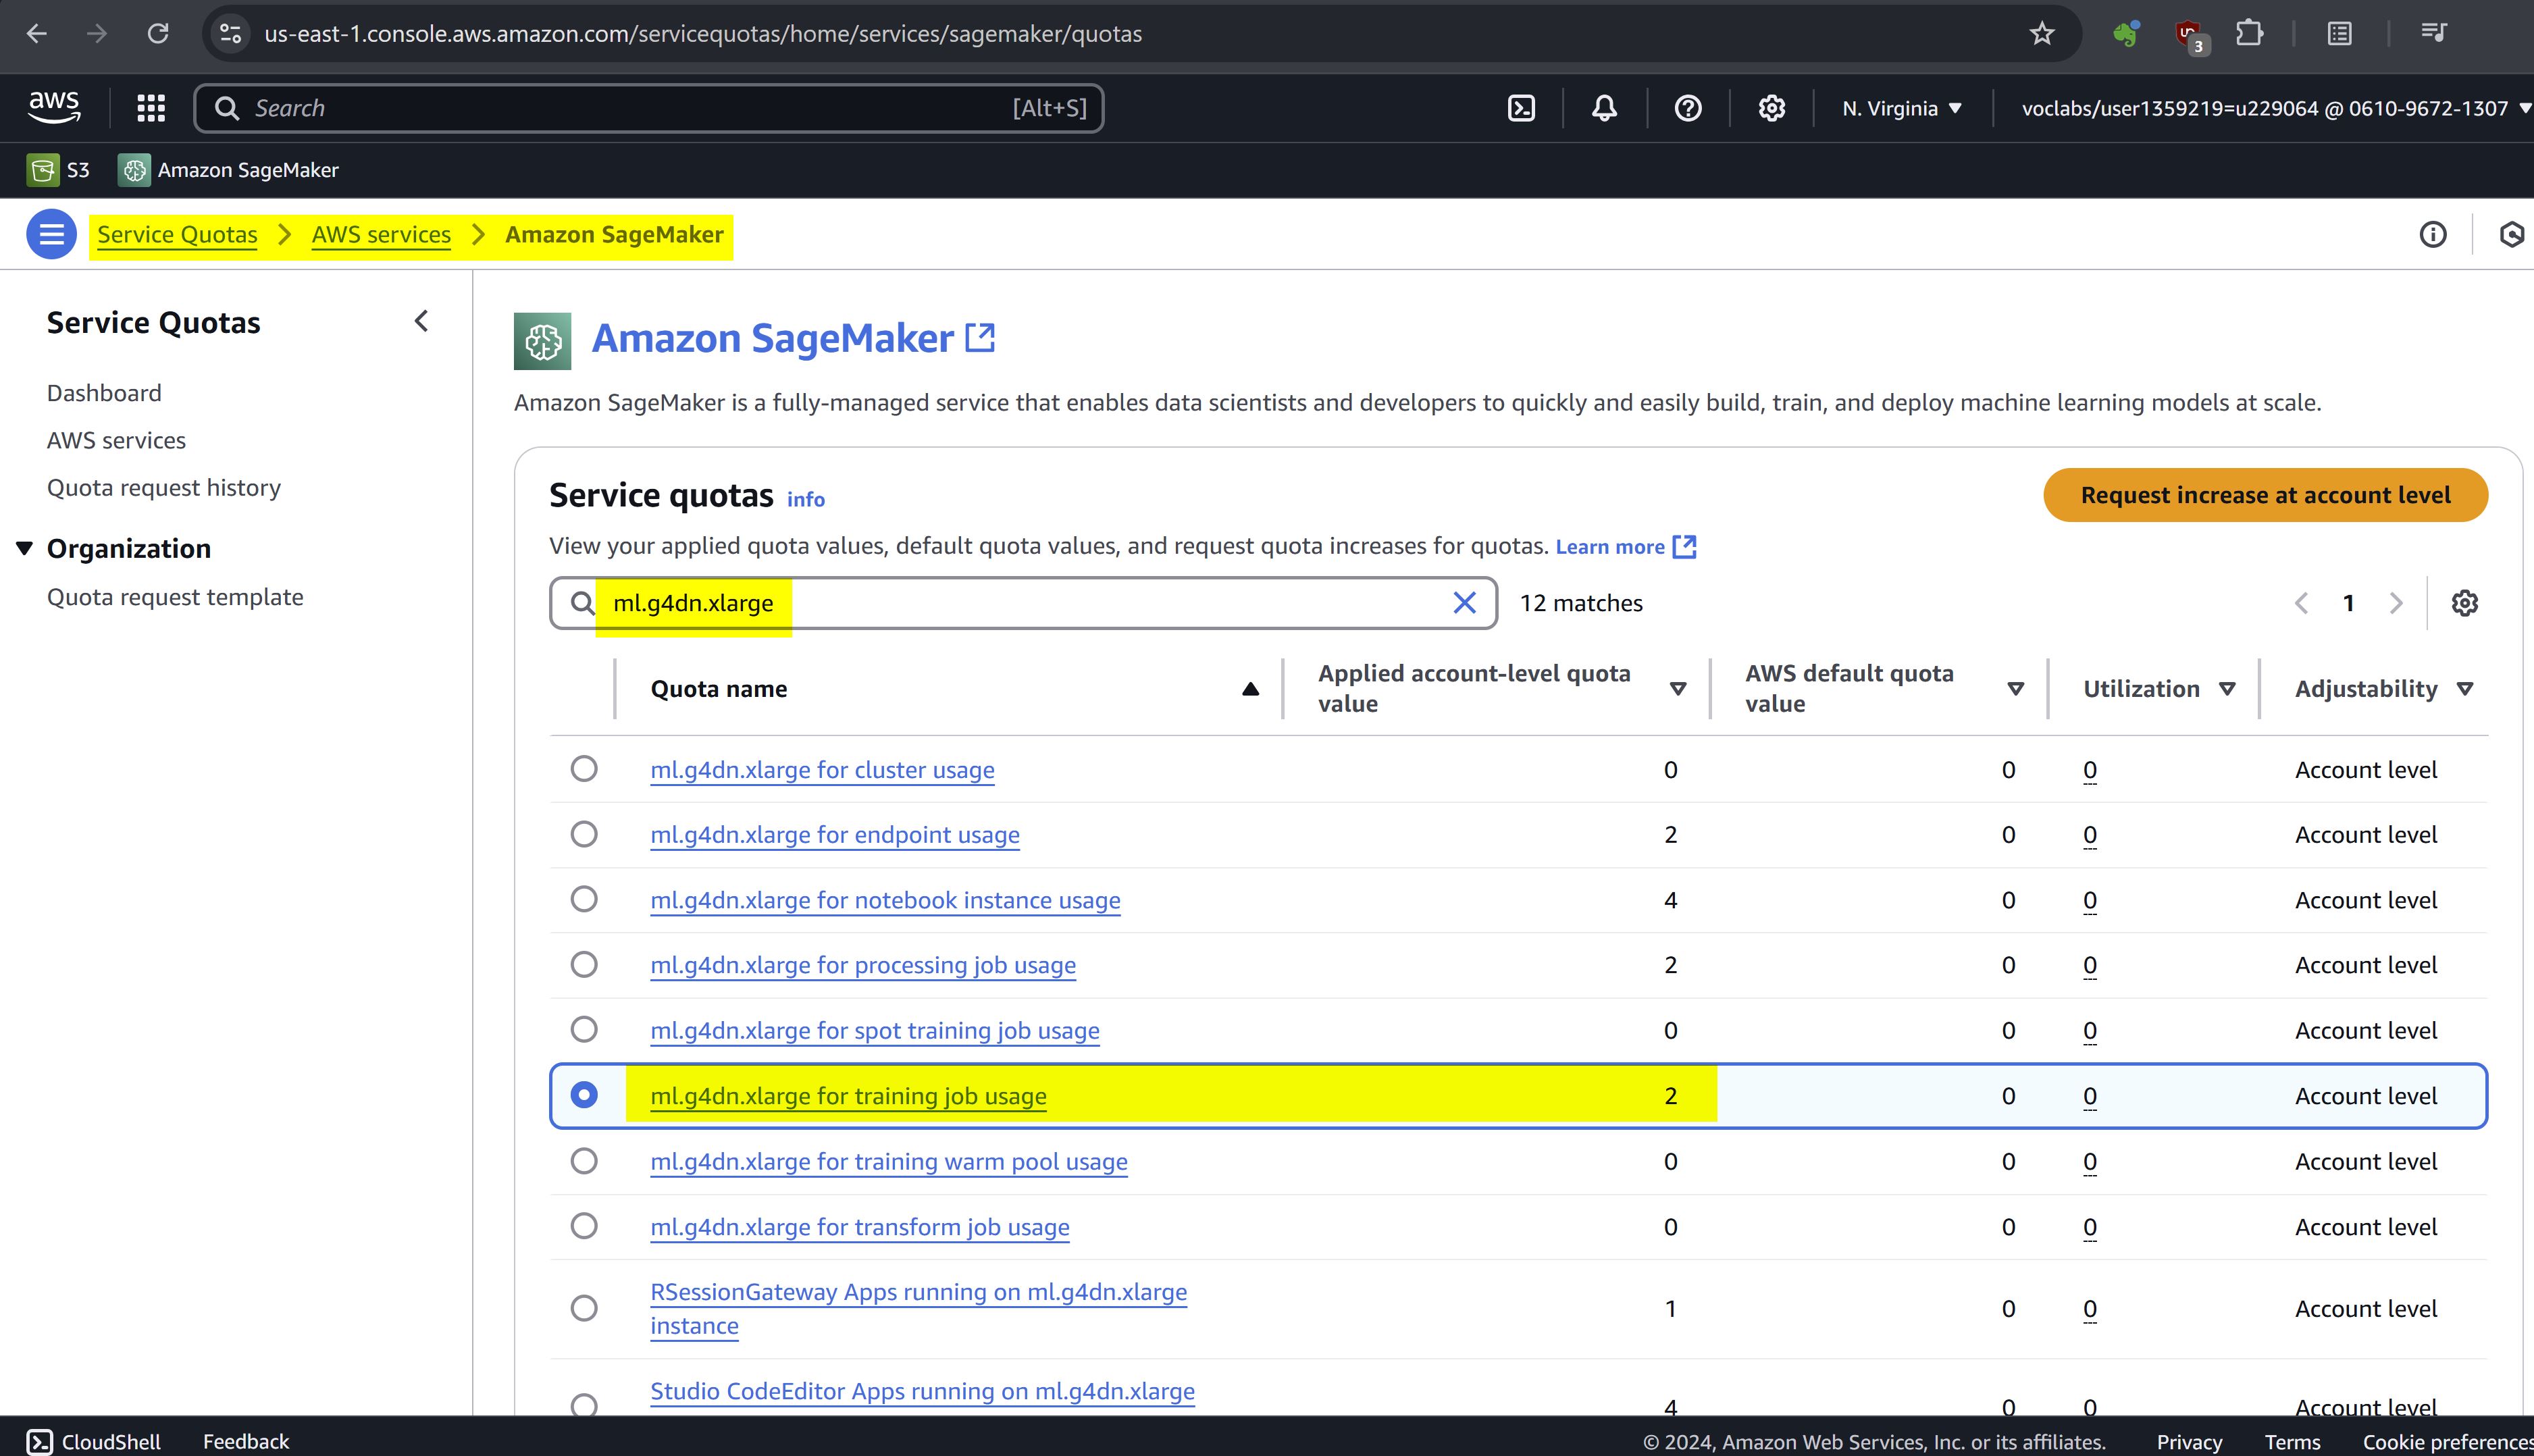 us-east-1.console.aws.amazon.com/servicequotas/home/services/sagemaker/quotas
3
aws
Search
[Alt+S]
N. Virginia
voclabs/user1359219=u229064 @ 0610-9672-1307
S3
Amazon SageMaker
Service Quotas > AWS services > Amazon SageMaker
Service Quotas
Dashboard
AWS services
Quota request history
Organization
Quota request template
Amazon SageMaker
Amazon SageMaker is a fully-managed service that enables data scientists and developers to quickly and easily build, train, and deploy machine learning models at scale.
Service quotas info
Request increase at account level
View your applied quota values, default quota values, and request quota increases for quotas. Learn more
ml.g4dn.xlarge
12 matches
1
Quota name
Applied account-level quota value
AWS default quota value
Utilization
Adjustability
ml.g4dn.xlarge for cluster usage 0 0 0 Account level
ml.g4dn.xlarge for endpoint usage 2 0 0 Account level
ml.g4dn.xlarge for notebook instance usage 4 0 0 Account level
ml.g4dn.xlarge for processing job usage 2 0 0 Account level
ml.g4dn.xlarge for spot training job usage 0 0 0 Account level
ml.g4dn.xlarge for training job usage 2 0 0 Account level
ml.g4dn.xlarge for training warm pool usage 0 0 0 Account level
ml.g4dn.xlarge for transform job usage 0 0 0 Account level
RSessionGateway Apps running on ml.g4dn.xlarge
instance 1 0 0 Account level
Studio CodeEditor Apps running on ml.g4dn.xlarge
4 0 0 Account level
CloudShell
Feedback
© 2024, Amazon Web Services, Inc. or its affiliates.
Privacy
Terms
Cookie preferences